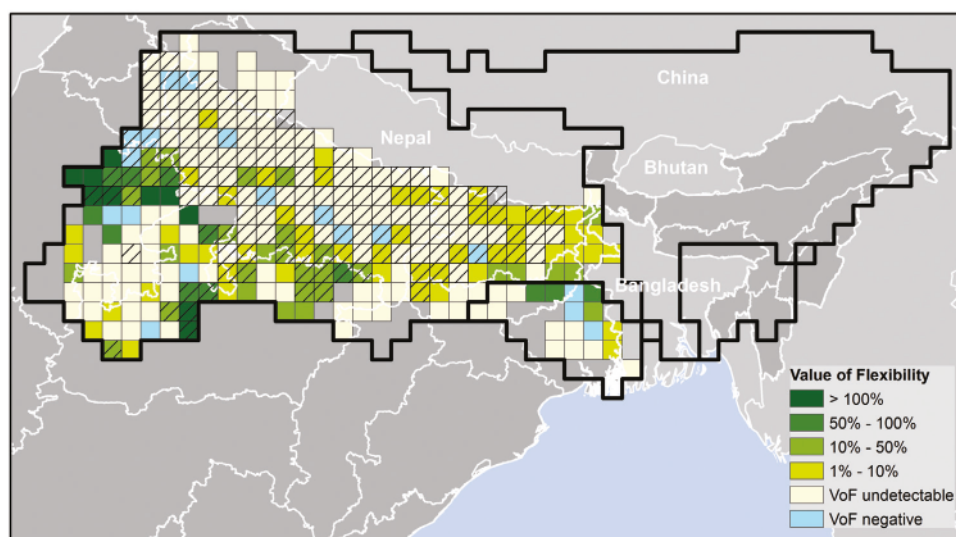 China
Nepal
Bhutan
Bangladesh
Value of Flexibility
> 100%
50% - 100%
10% - 50%
1% - 10%
VoF undetectable
VoF negative